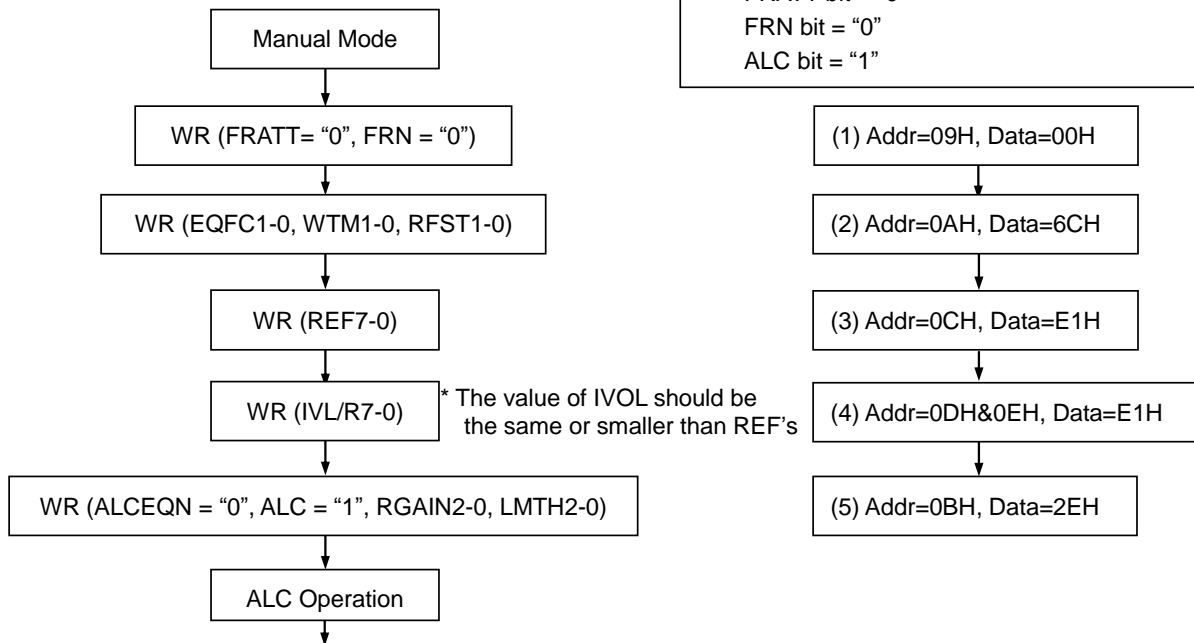 FRN bit = “0”
ALC bit = “1”
Manual Mode
WR (FRATT= “0”, FRN = “0”)
WR (EQFC1-0, WTM1-0, RFST1-0)
WR (REF7-0)
WR (IVL/R7-0)
* The value of IVOL should be
the same or smaller than REF’s
WR (ALCEQN = “0”, ALC = “1”, RGAIN2-0, LMTH2-0)
ALC Operation
(1) Addr=09H, Data=00H
(2) Addr=0AH, Data=6CH
(3) Addr=0CH, Data=E1H
(4) Addr=0DH&0EH, Data=E1H
(5) Addr=0BH, Data=2EH